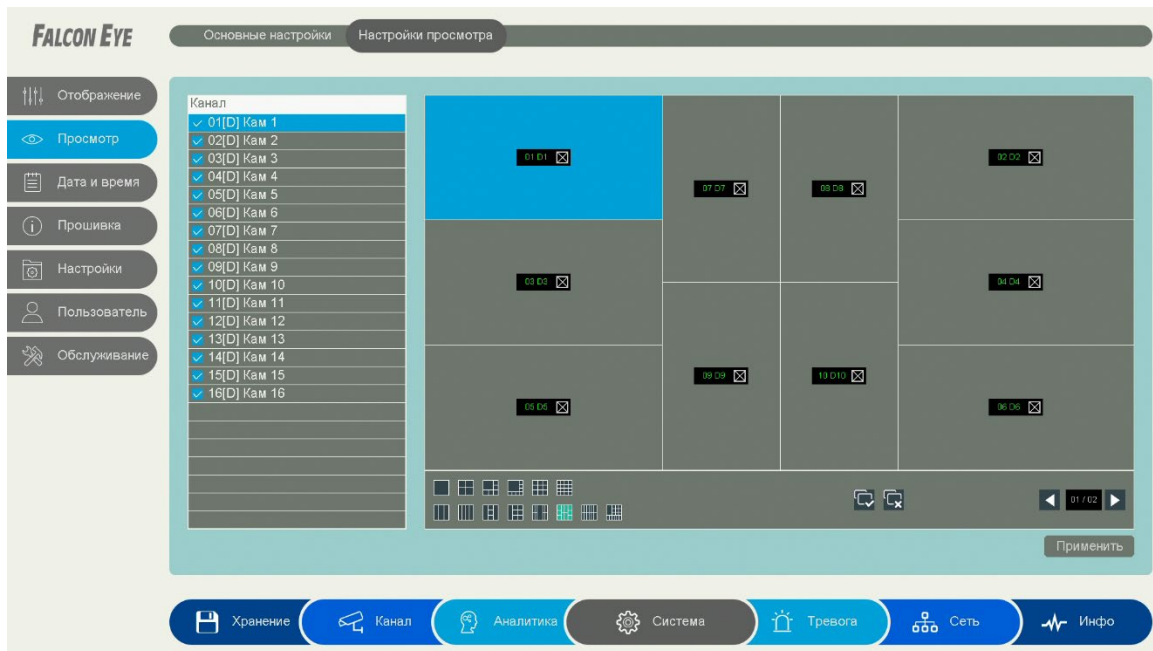 FALCON EYE
Основные настройки
Настройки просмотра
Отображение
Просмотр
Дата и время
Прошивка
Настройки
Пользователь
Обслуживание
Канал
01[D] Кам 1
02[D] Кам 2
03[D] Кам 3
04[D] Кам 4
05[D] Кам 5
06[D] Кам 6
07[D] Кам 7
08[D] Кам 8
09[D] Кам 9
10[D] Кам 10
11[D] Кам 11
12[D] Кам 12
13[D] Кам 13
14[D] Кам 14
15[D] Кам 15
16[D] Кам 16
01 D1
02 D2
07 D7
08 D8
03 D3
04 D4
09 D9
10 D10
05 D5
06 D6
01 / 02
Применить
Хранение
Канал
Аналитика
Система
Тревога
Сеть
Инфо